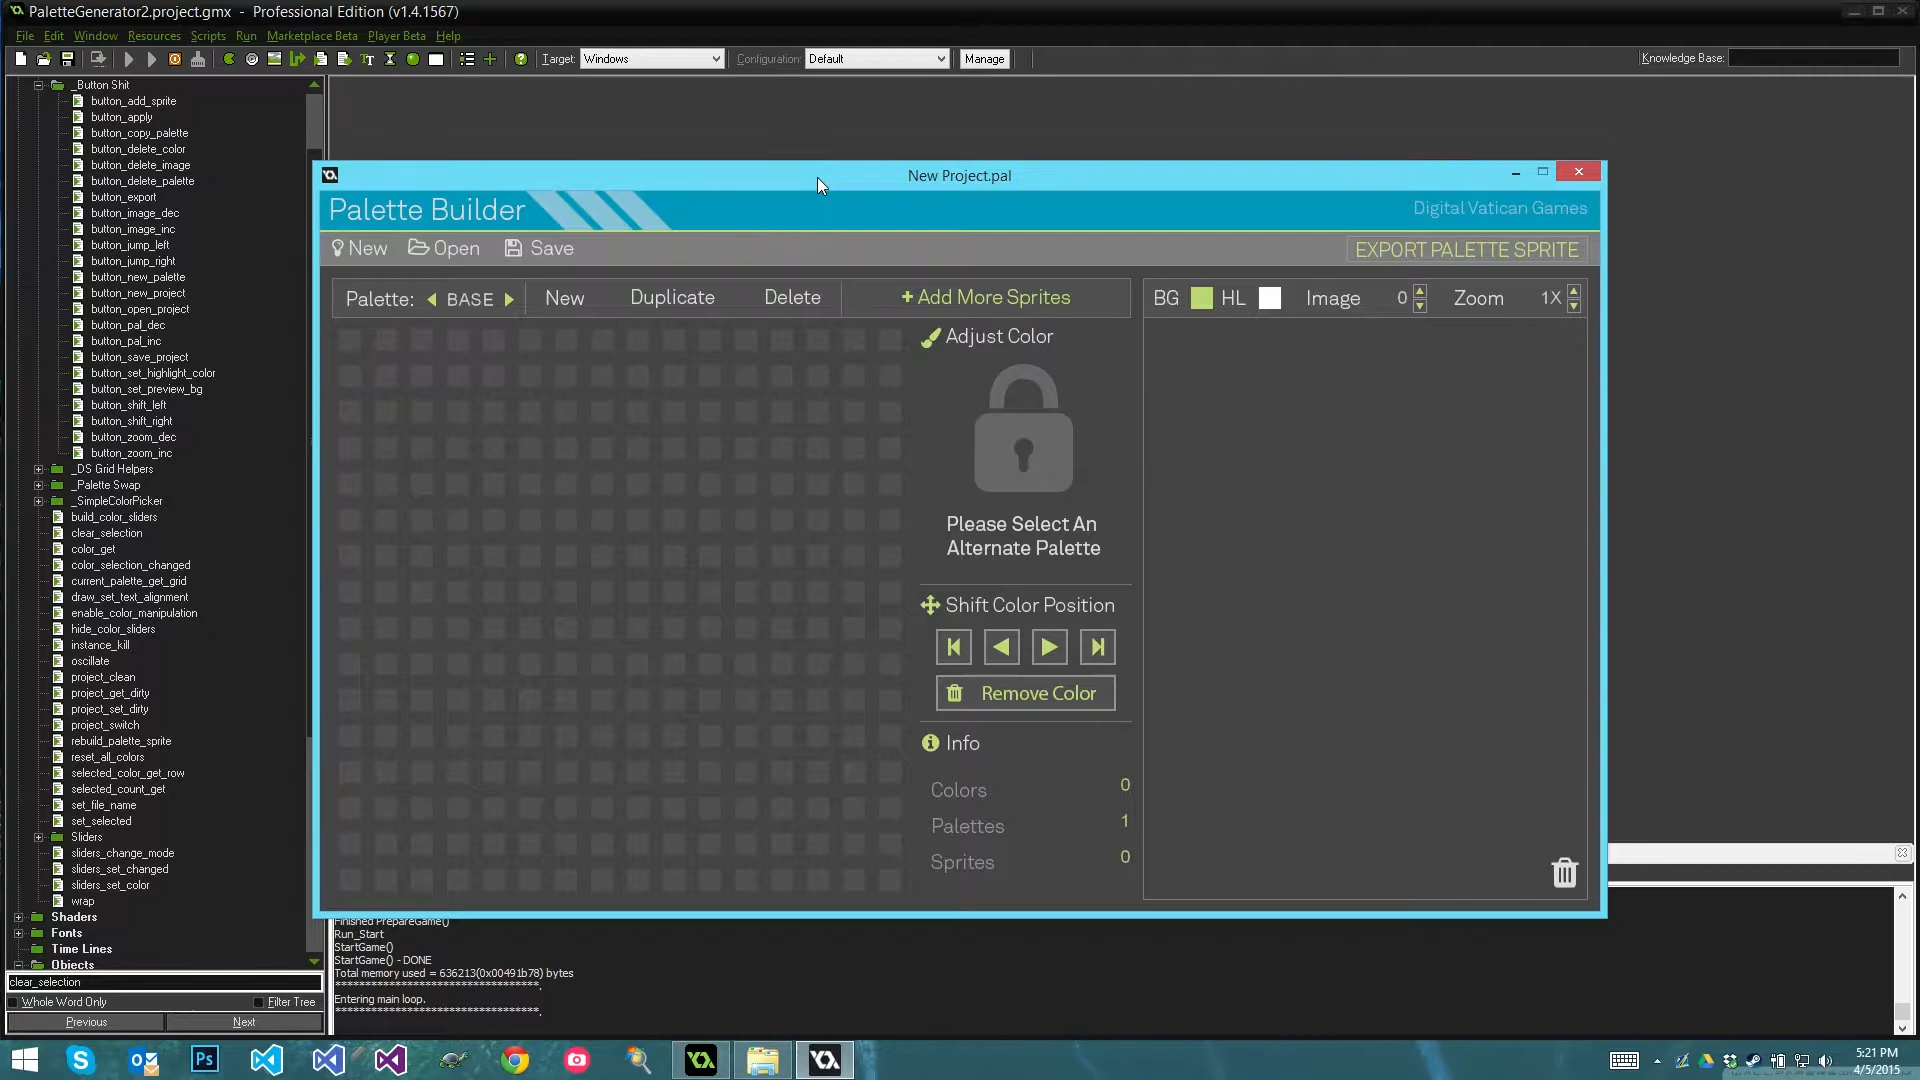 PaletteGenerator2.project.gmx - Professional Edition (v1.4.1567)
File Edit Window Resources Scripts Run Marketplace Beta Player Beta Help
Target: Windows Configuration: Default Manage Knowledge Base:
_Button Shit
button_add_sprite
button_apply
button_copy_palette
button_delete_color
button_delete_image
button_delete_palette
button_export
button_image_dec
button_image_inc
button_jump_left
button_jump_right
button_new_palette
button_new_project
button_open_project
button_pal_dec
button_pal_inc
button_save_project
button_set_highlight_color
button_set_preview_bg
button_shift_left
button_shift_right
button_zoom_dec
button_zoom_inc
_DS Grid Helpers
_Palette Swap
_SimpleColorPicker
build_color_sliders
clear_selection
color_get
color_selection_changed
current_palette_get_grid
draw_set_text_alignment
enable_color_manipulation
hide_color_sliders
instance_kill
oscillate
project_clean
project_get_dirty
project_set_dirty
project_switch
rebuild_palette_sprite
reset_all_colors
selected_color_get_row
selected_count_get
set_file_name
set_selected
Sliders
sliders_change_mode
sliders_set_changed
sliders_set_color
wrap
Shaders
Fonts
Time Lines
Objects
clear_selection
Whole Word Only Filter Tree
Previous Next
New Project.pal
Palette Builder Digital Vatican Games
New Open Save EXPORT PALETTE SPRITE
Palette: BASE New Duplicate Delete + Add More Sprites
BG HL Image 0 Zoom 1X
Adjust Color
Please Select An
Alternate Palette
Shift Color Position
Remove Color
Info
Colors 0
Palettes 1
Sprites 0
Finished PrepareGame()
Run_Start
StartGame()
StartGame() - DONE
Total memory used = 636213(0x00491b78) bytes
**********************************.
Entering main loop.
**********************************.
5:21 PM
4/5/2015